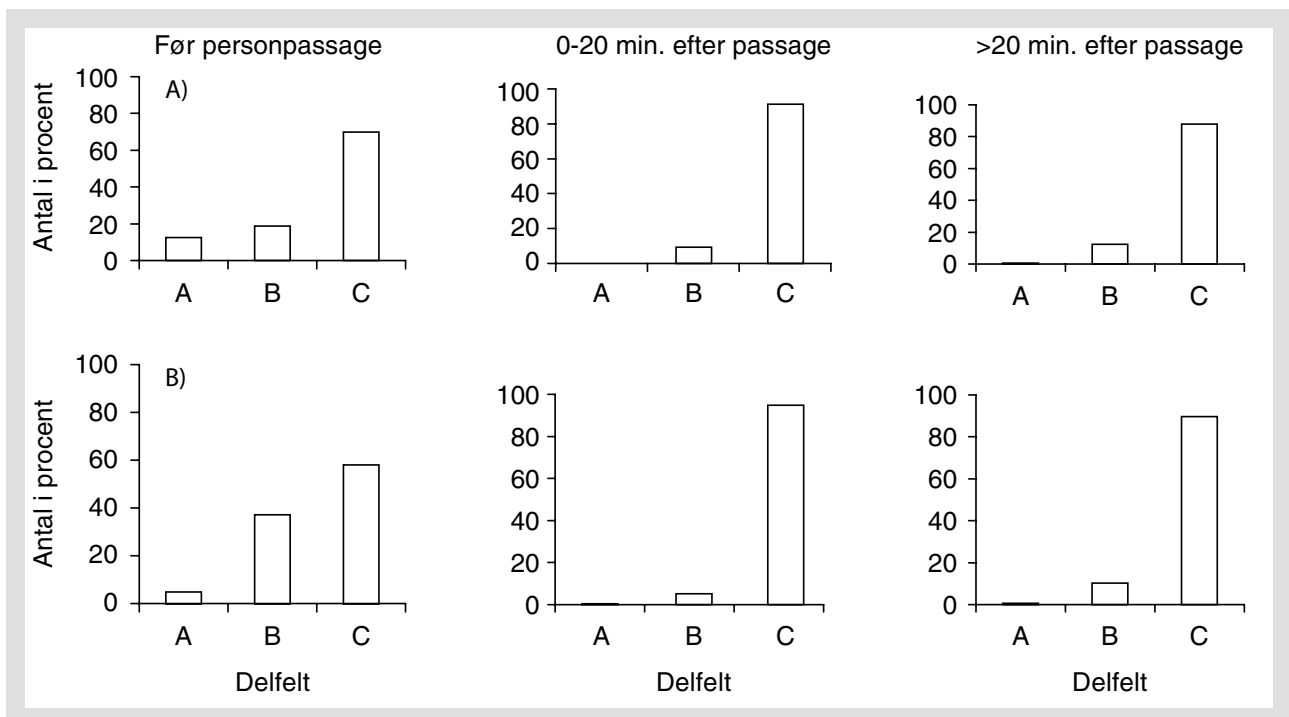 Før personpassage
0-20 min. efter passage
>20 min. efter passage
A)
Antal i procent
100
80
60
40
20
0
A B C
100
80
60
40
20
0
A B C
100
80
60
40
20
0
A B C
B)
Antal i procent
100
80
60
40
20
0
A B C
Delfelt
100
80
60
40
20
0
A B C
Delfelt
100
80
60
40
20
0
A B C
Delfelt